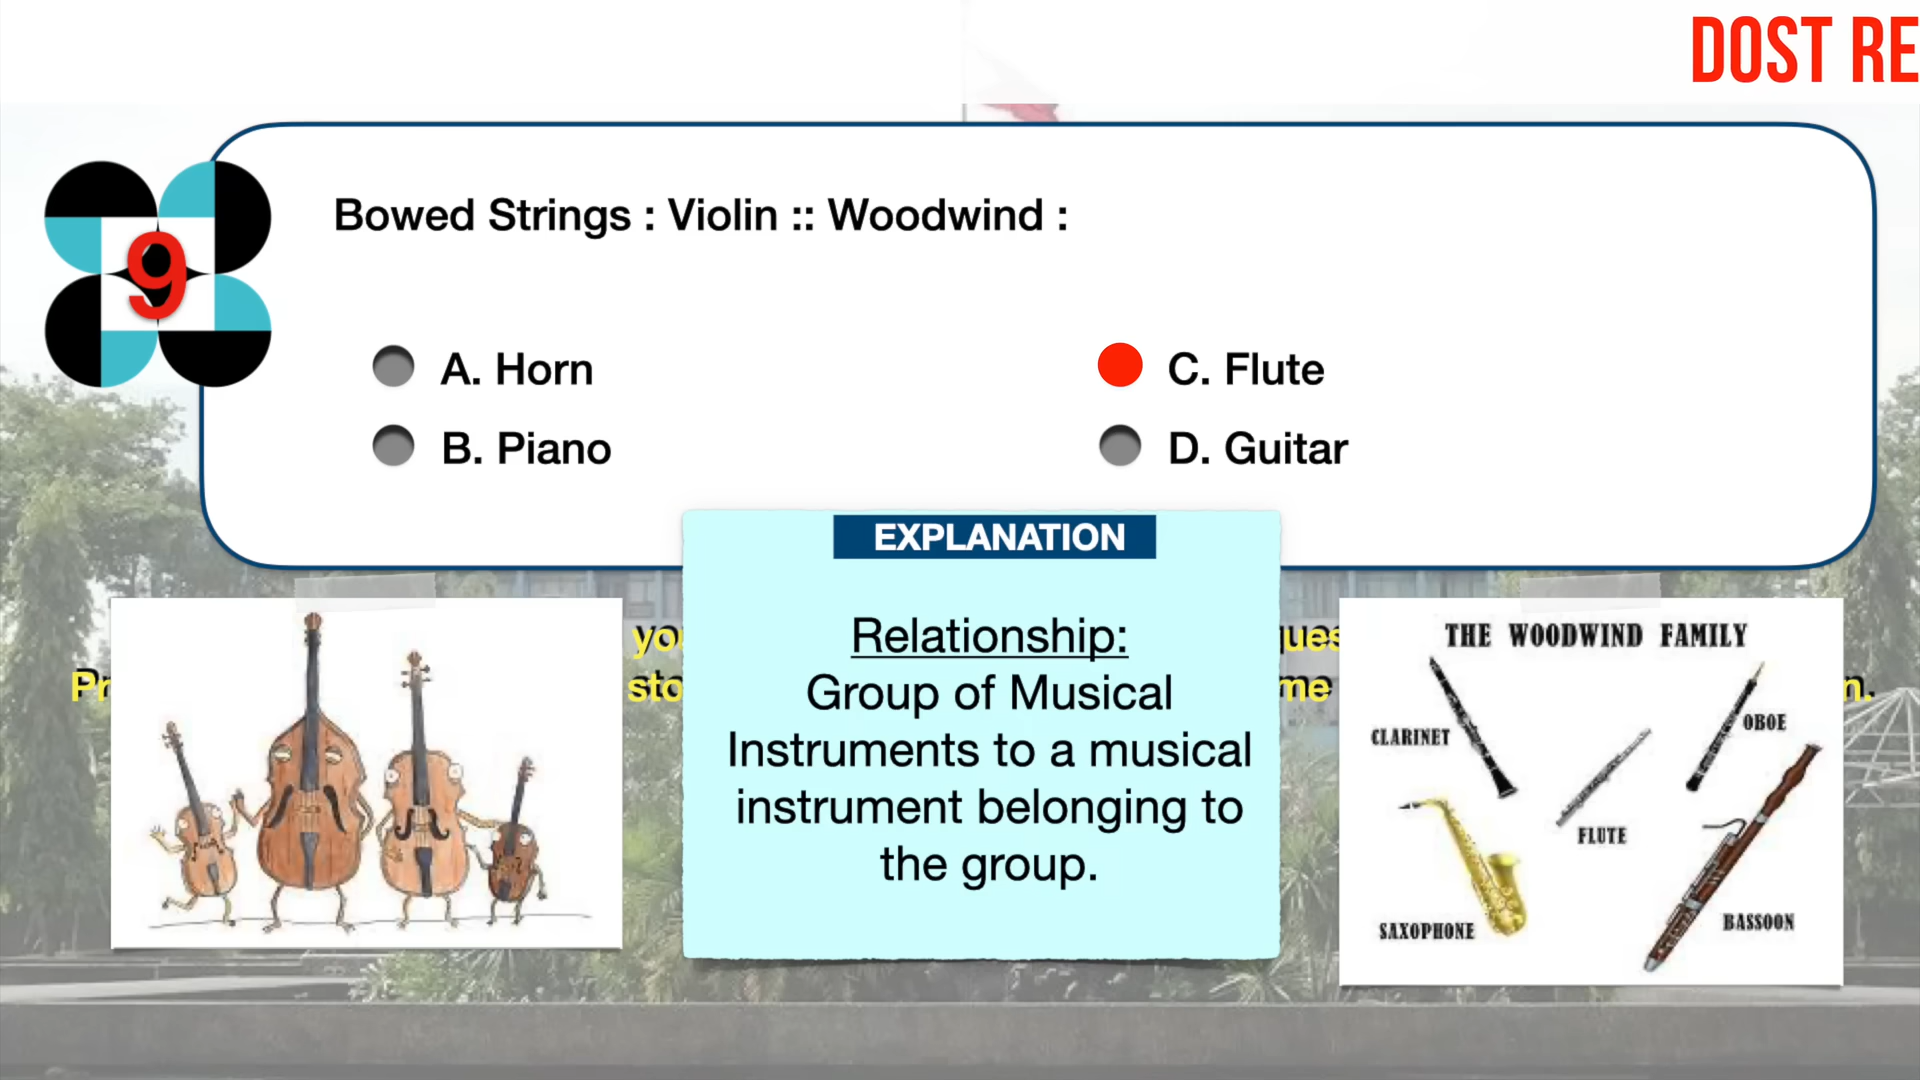 DOST RE
9
Bowed Strings : Violin :: Woodwind :
A. Horn
C. Flute
B. Piano
D. Guitar
EXPLANATION
Relationship:
Group of Musical
Instruments to a musical
instrument belonging to
the group.
THE WOODWIND FAMILY
CLARINET
OBOE
FLUTE
SAXOPHONE
BASSOON